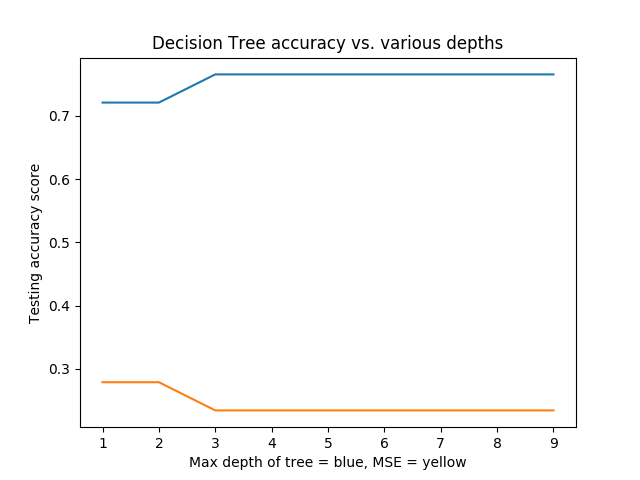 Decision Tree accuracy vs. various depths
Testing accuracy score
0.7
0.6
0.5
0.4
0.3
1 2 3 4 5 6 7 8 9
Max depth of tree = blue, MSE = yellow